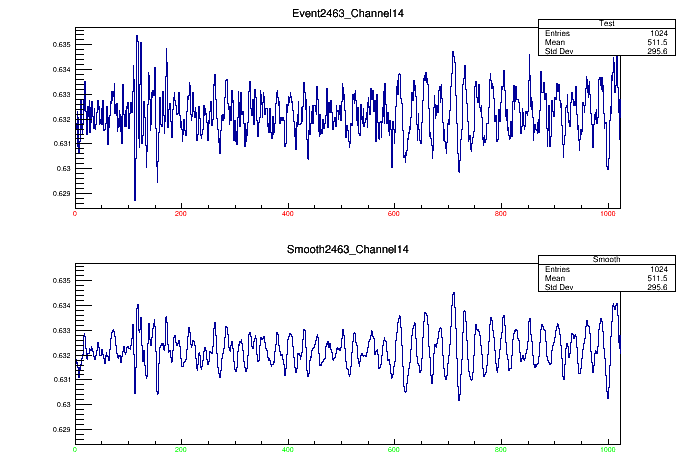 Event2463_Channel14
Test
Entries 1024
Mean 511.5
Std Dev 295.6
0.635
0.634
0.633
0.632
0.631
0.63
0.629
0 200 400 600 800 1000
Smooth2463_Channel14
Smooth
Entries 1024
Mean 511.5
Std Dev 295.6
0.635
0.634
0.633
0.632
0.631
0.63
0.629
0 200 400 600 800 1000